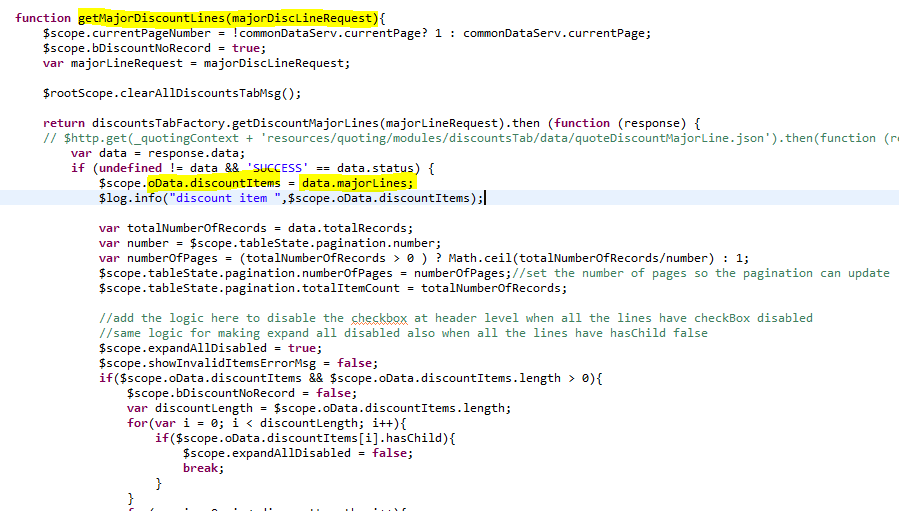 function getMajorDiscountLines(majorDiscLineRequest){
$scope.currentPageNumber = !commonDataServ.currentPage? 1 : commonDataServ.currentPage;
$scope.bDiscountNoRecord = true;
var majorLineRequest = majorDiscLineRequest;
$rootScope.clearAllDiscountsTabMsg();
return discountsTabFactory.getDiscountMajorLines(majorLineRequest).then (function (response) {
// $http.get(_quotingContext + 'resources/quoting/modules/discountsTab/data/quoteDiscountMajorLine.json').then(function (re
var data = response.data;
if (undefined != data && 'SUCCESS' == data.status) {
$scope.oData.discountItems = data.majorLines;
$log.info("discount item ",$scope.oData.discountItems);
var totalNumberOfRecords = data.totalRecords;
var number = $scope.tableState.pagination.number;
var numberOfPages = (totalNumberOfRecords > 0 ) ? Math.ceil(totalNumberOfRecords/number) : 1;
$scope.tableState.pagination.numberOfPages = numberOfPages;//set the number of pages so the pagination can update
$scope.tableState.pagination.totalItemCount = totalNumberOfRecords;
//add the logic here to disable the checkbox at header level when all the lines have checkBox disabled
//same logic for making expand all disabled also when all the lines have hasChild false
$scope.expandAllDisabled = true;
$scope.showInvalidItemsErrorMsg = false;
if($scope.oData.discountItems && $scope.oData.discountItems.length > 0){
$scope.bDiscountNoRecord = false;
var discountLength = $scope.oData.discountItems.length;
for(var i = 0; i < discountLength; i++){
if($scope.oData.discountItems[i].hasChild){
$scope.expandAllDisabled = false;
break;
}
}